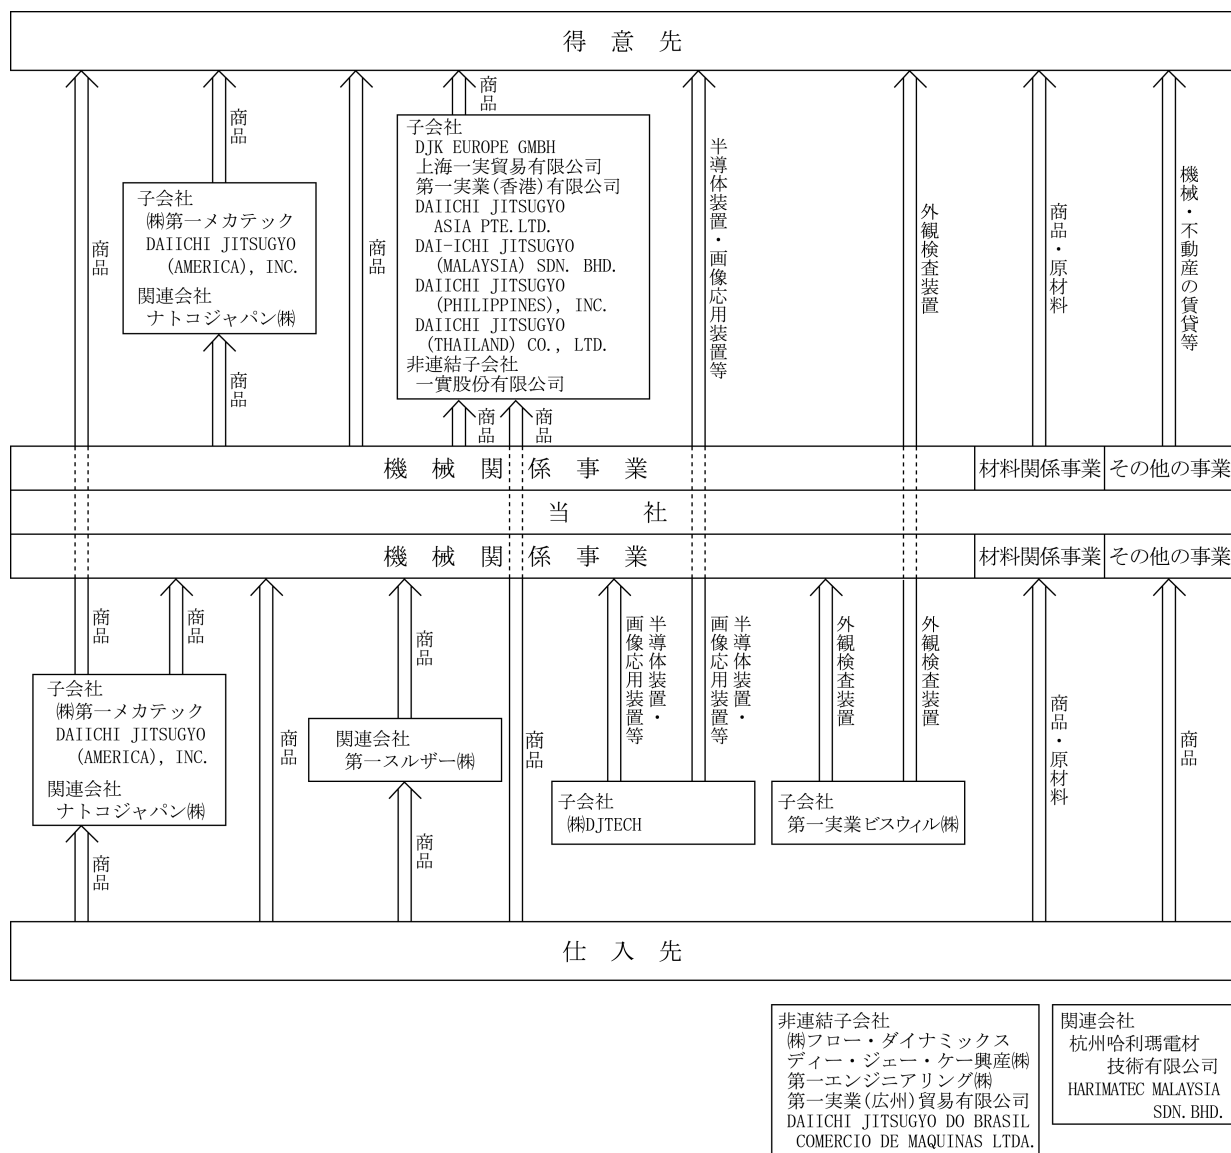 得意先
商品
商品
商品
商品
子会社
㈱第一メカテック
DAIICHI JITSUGYO
(AMERICA), INC.
関連会社
ナトコジャパン㈱
商品
子会社
DJK EUROPE GMBH
上海一実貿易有限公司
第一実業(香港)有限公司
DAIICHI JITSUGYO
ASIA PTE.LTD.
DAI-ICHI JITSUGYO
(MALAYSIA) SDN. BHD.
DAIICHI JITSUGYO
(PHILIPPINES), INC.
DAIICHI JITSUGYO
(THAILAND) CO., LTD.
非連結子会社
一實股份有限公司
商品
商品
半導体装置・画像応用装置等
外観検査装置
商品・原材料
機械・不動産の賃貸等
機械関係事業
材料関係事業
その他の事業
当社
機械関係事業
材料関係事業
その他の事業
商品
商品
子会社
㈱第一メカテック
DAIICHI JITSUGYO
(AMERICA), INC.
関連会社
ナトコジャパン㈱
商品
商品
商品
関連会社
第一スルザー㈱
商品
商品
半導体装置・
画像応用装置等
半導体装置・
画像応用装置等
子会社
㈱DJTECH
外観検査装置
外観検査装置
子会社
第一実業ビスウィル㈱
商品・原材料
商品
仕入先
非連結子会社
㈱フロー・ダイナミックス
ディー・ジェー・ケー興産㈱
第一エンジニアリング㈱
第一実業(広州)貿易有限公司
DAIICHI JITSUGYO DO BRASIL
COMERCIO DE MAQUINAS LTDA.
関連会社
杭州哈利瑪電材
技術有限公司
HARIMATEC MALAYSIA
SDN.BHD.